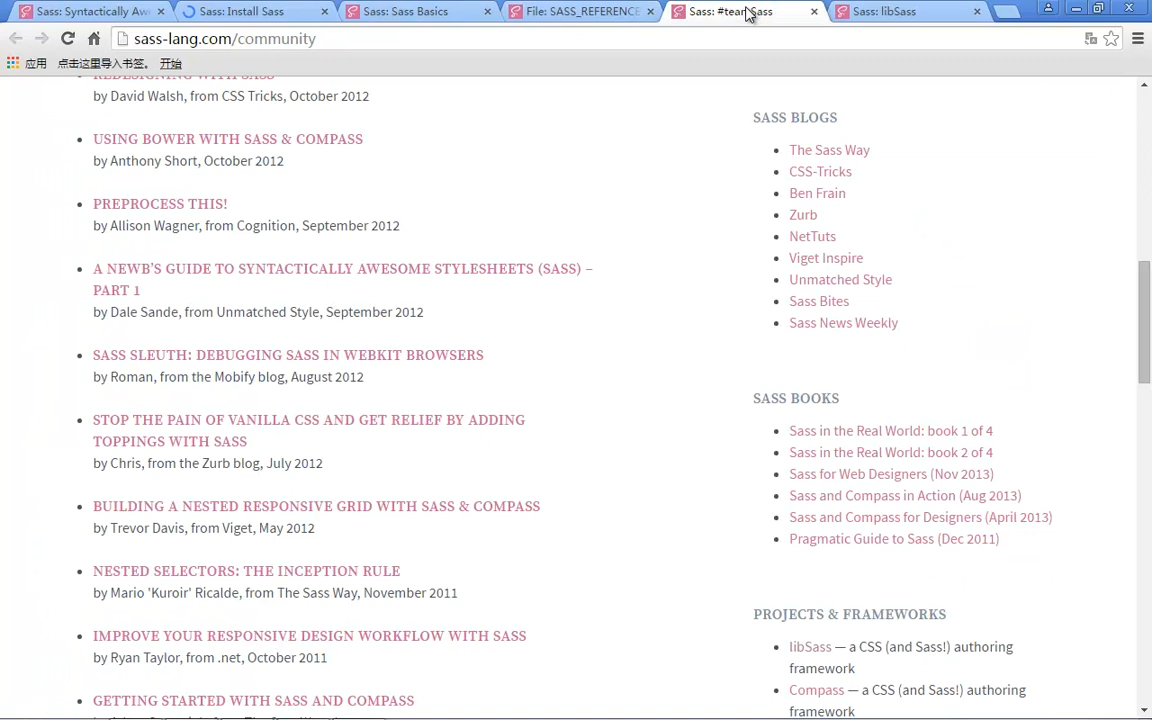 Sass: Syntactically Aw
Sass: Install Sass
Sass: Sass Basics
File: SASS_REFERENCE
Sass: #teamSass
Sass: libSass
sass-lang.com/community
应用
点击这里导入书签。
开始
REDESIGNING WITH SASS
by David Walsh, from CSS Tricks, October 2012
USING BOWER WITH SASS & COMPASS
by Anthony Short, October 2012
PREPROCESS THIS!
by Allison Wagner, from Cognition, September 2012
A NEWB'S GUIDE TO SYNTACTICALLY AWESOME STYLESHEETS (SASS) –
PART 1
by Dale Sande, from Unmatched Style, September 2012
SASS SLEUTH: DEBUGGING SASS IN WEBKIT BROWSERS
by Roman, from the Mobify blog, August 2012
STOP THE PAIN OF VANILLA CSS AND GET RELIEF BY ADDING
TOPPINGS WITH SASS
by Chris, from the Zurb blog, July 2012
BUILDING A NESTED RESPONSIVE GRID WITH SASS & COMPASS
by Trevor Davis, from Viget, May 2012
NESTED SELECTORS: THE INCEPTION RULE
by Mario 'Kuroir' Ricalde, from The Sass Way, November 2011
IMPROVE YOUR RESPONSIVE DESIGN WORKFLOW WITH SASS
by Ryan Taylor, from .net, October 2011
GETTING STARTED WITH SASS AND COMPASS
SASS BLOGS
The Sass Way
CSS-Tricks
Ben Frain
Zurb
NetTuts
Viget Inspire
Unmatched Style
Sass Bites
Sass News Weekly
SASS BOOKS
Sass in the Real World: book 1 of 4
Sass in the Real World: book 2 of 4
Sass for Web Designers (Nov 2013)
Sass and Compass in Action (Aug 2013)
Sass and Compass for Designers (April 2013)
Pragmatic Guide to Sass (Dec 2011)
PROJECTS & FRAMEWORKS
libSass — a CSS (and Sass!) authoring
framework
Compass — a CSS (and Sass!) authoring
framework